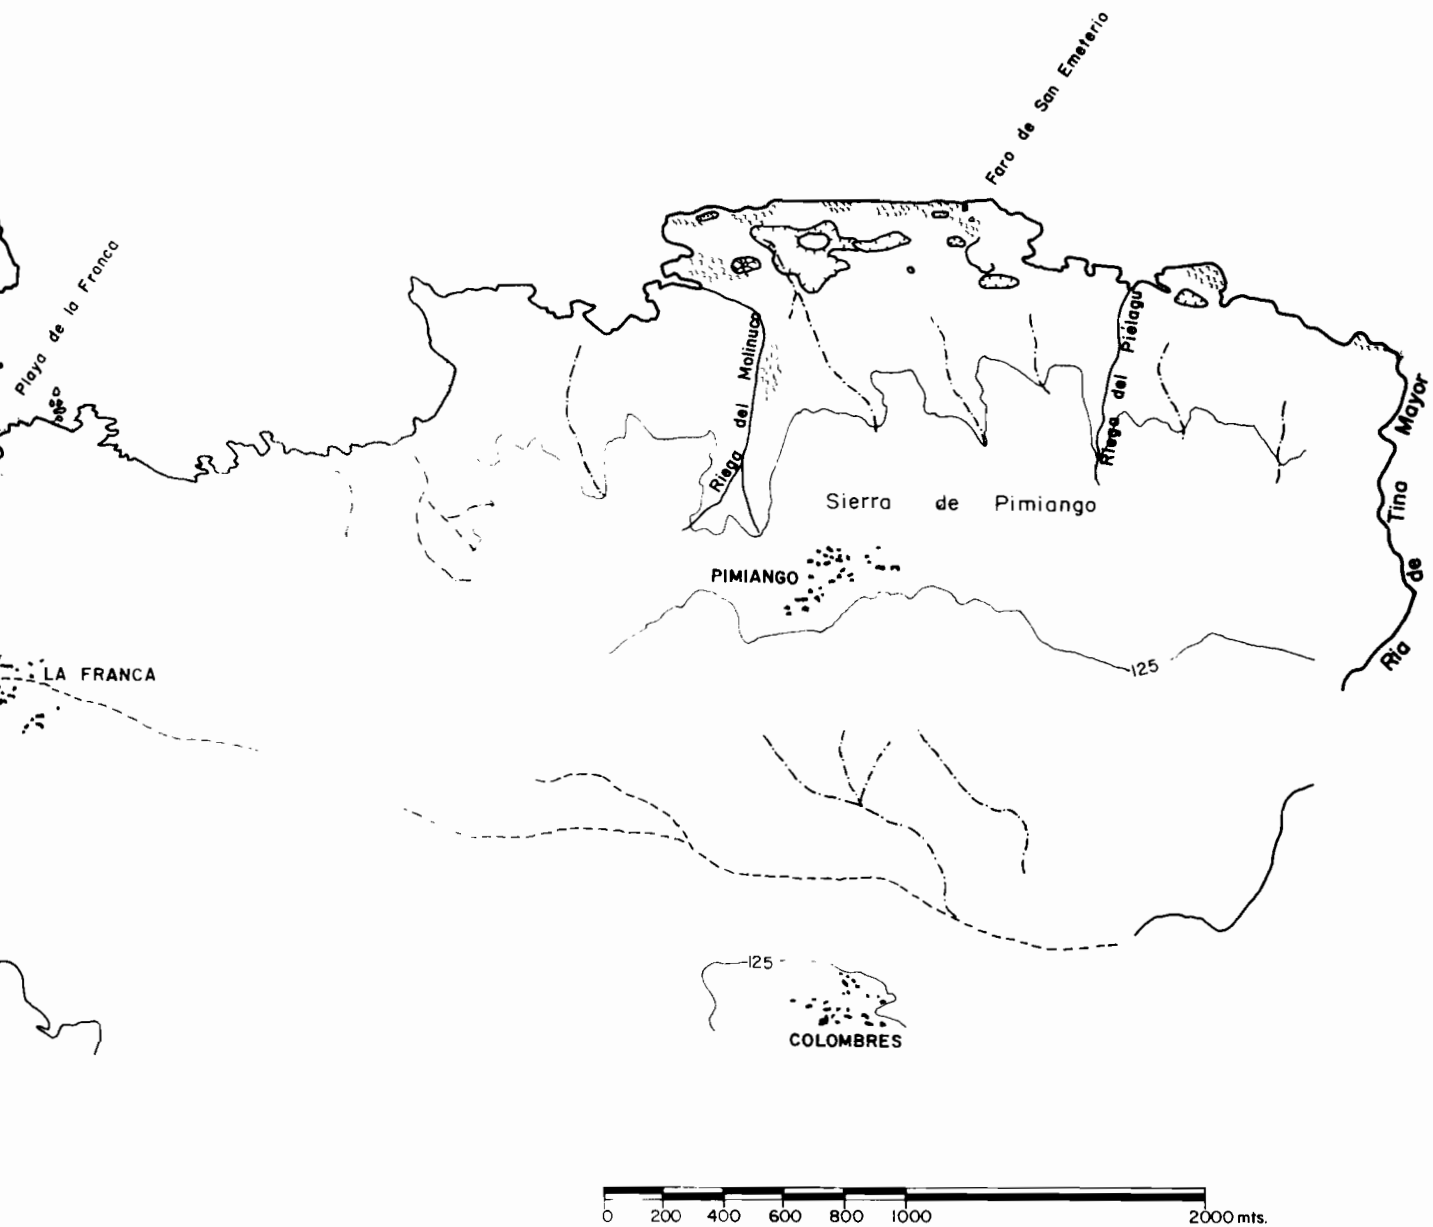 Faro de San Emeterio
Playa de la Franca
Riega del Molinuco
Riega del Pielagu
Ria de Tina Mayor
Sierra de Pimiango
PIMIANGO
LA FRANCA
125
125
COLOMBRES
0 200 400 600 800 1000 2000 mts.